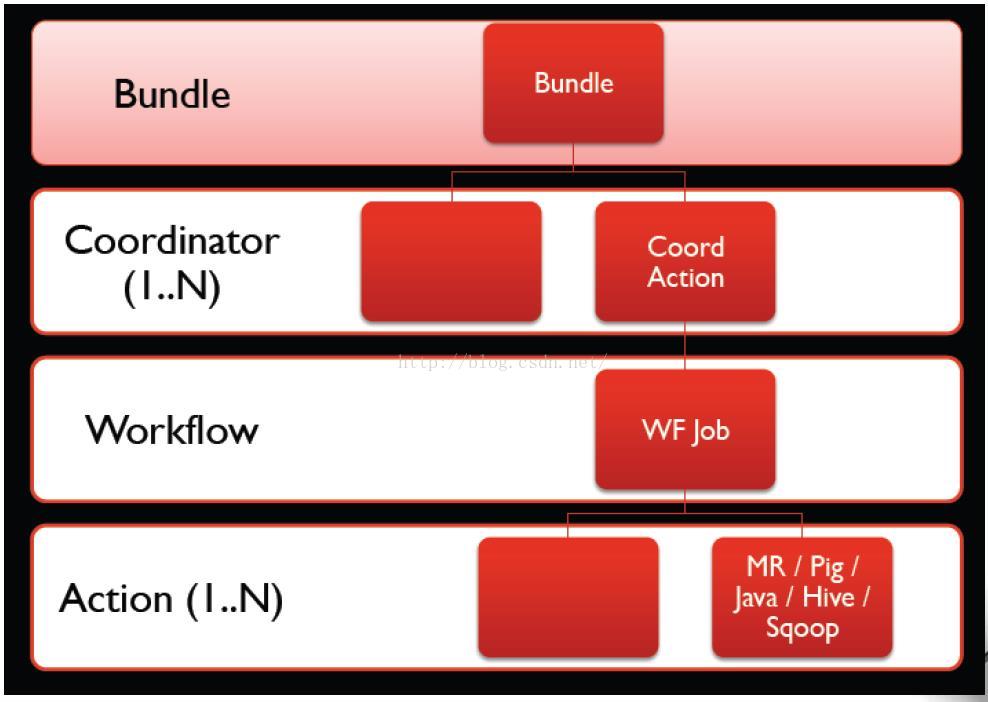 Bundle
Bundle
Coordinator
(1..N)
Coord
Action
http://blog.csdn.net/
Workflow
WF Job
Action (1..N)
MR / Pig /
Java / Hive /
Sqoop